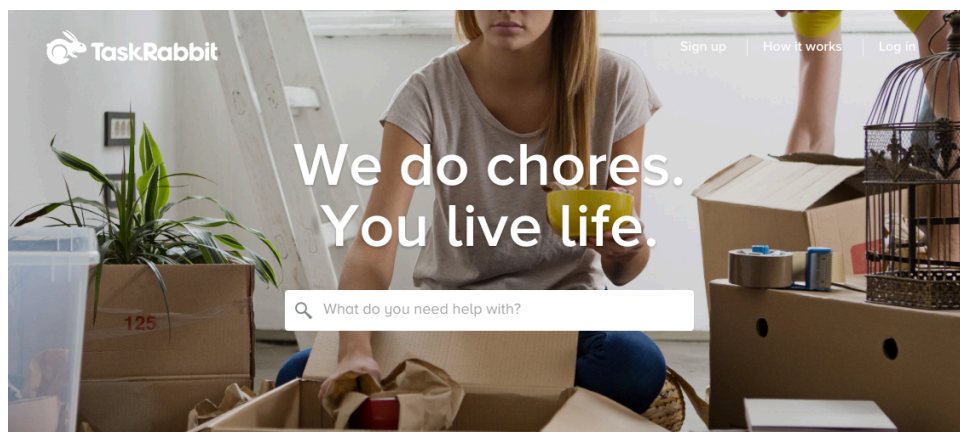 TaskRabbit
Sign up
How it works
Log in
We do chores.
You live life.
What do you need help with?
125